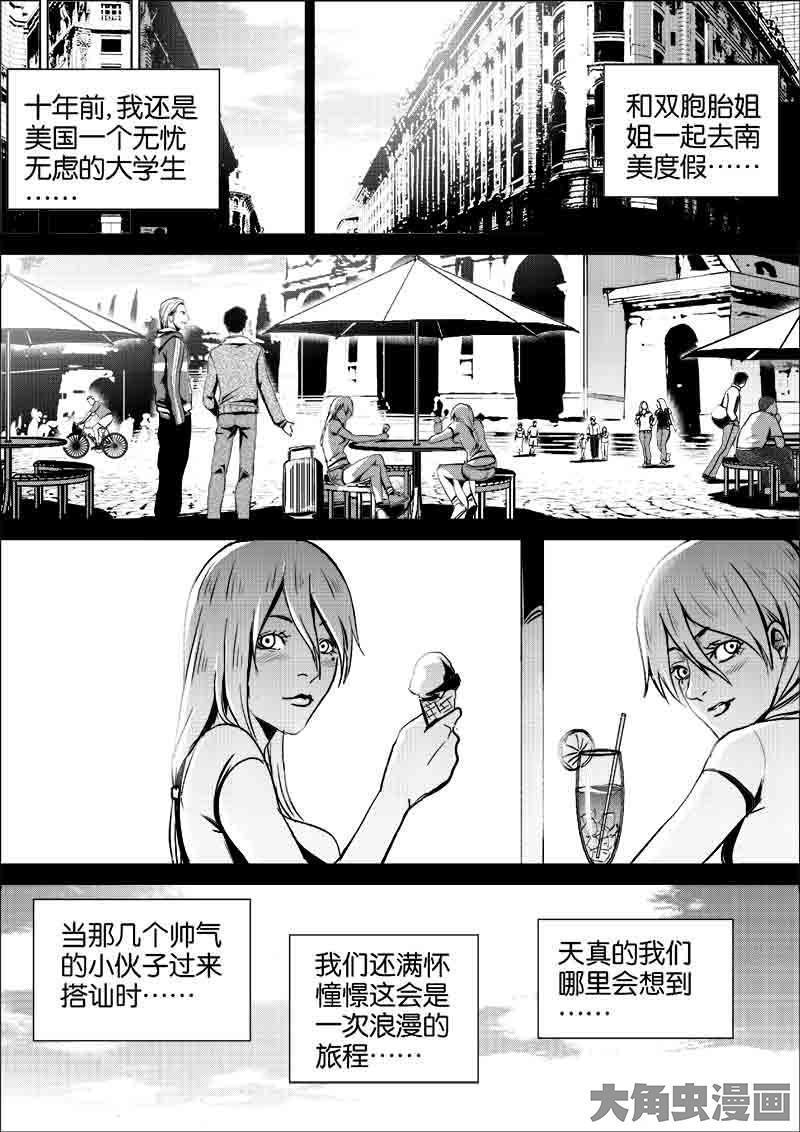 十年前,我还是
美国一个无忧
无虑的大学生
……
和双胞胎姐
姐一起去南
美度假……
当那几个帅气
的小伙子过来
搭讪时……
我们还满怀
憧憬这会是
一次浪漫的
旅程……
天真的我们
哪里会想到
……
大角虫漫画